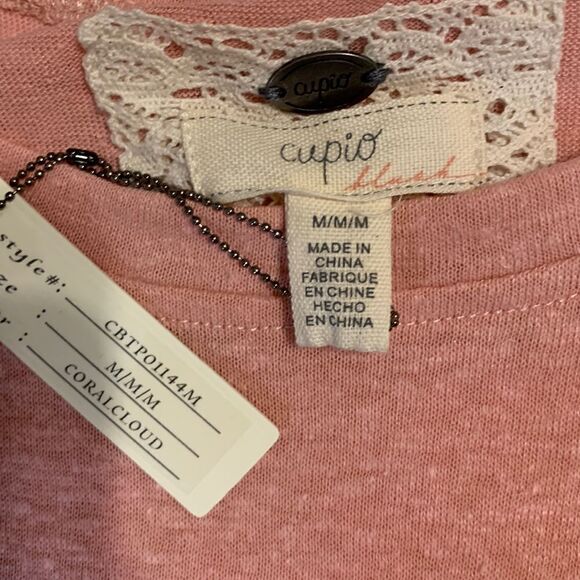 cupio
cupio
blush
M/M/M
MADE IN
CHINA
FABRIQUE
EN CHINE
HECHO
EN CHINA
style#:
CBTP01144M
M/M/M
CORALCLOUD